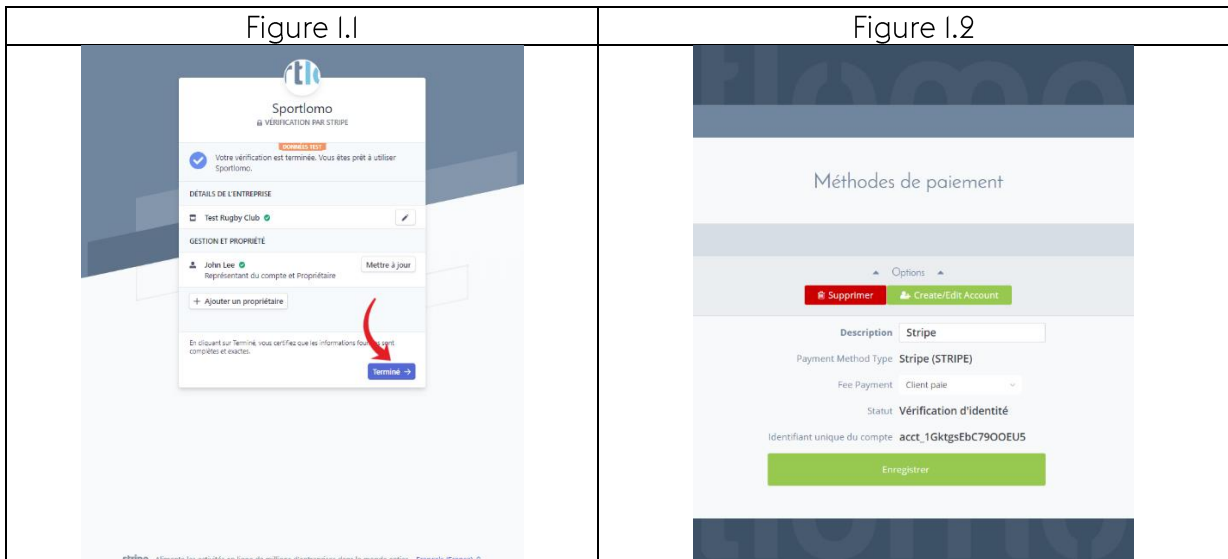 Figure 1.1
Figure 1.2
rtlo
Sportlomo
VÉRIFICATION PAR STRIPE
DONNÉES TEST
Votre vérification est terminée. Vous êtes prêt à utiliser
Sportlomo.
DÉTAILS DE L'ENTREPRISE
Test Rugby Club
GESTION ET PROPRIÉTÉ
John Lee
Représentant du compte et Propriétaire
Mettre à jour
+ Ajouter un propriétaire
En cliquant sur Terminé, vous certifiez que les informations sont
complètes et exactes.
Terminé →
tlomo
Méthodes de paiement
Options
Supprimer
Create/Edit Account
Description Stripe
Payment Method Type Stripe (STRIPE)
Fee Payment Client paie
Statut Vérification d'identité
Identifiant unique du compte acct_1GktgsEbC79OOEU5
Enregistrer
tlomo